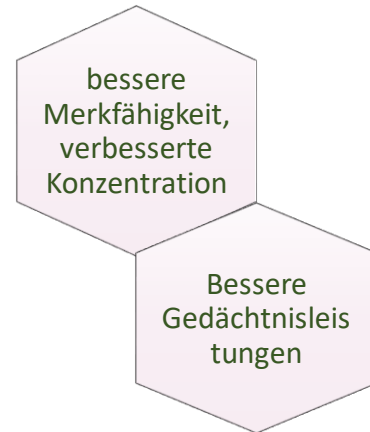 bessere
Merkfähigkeit,
verbesserte
Konzentration
Bessere
Gedächtnisleis
tungen